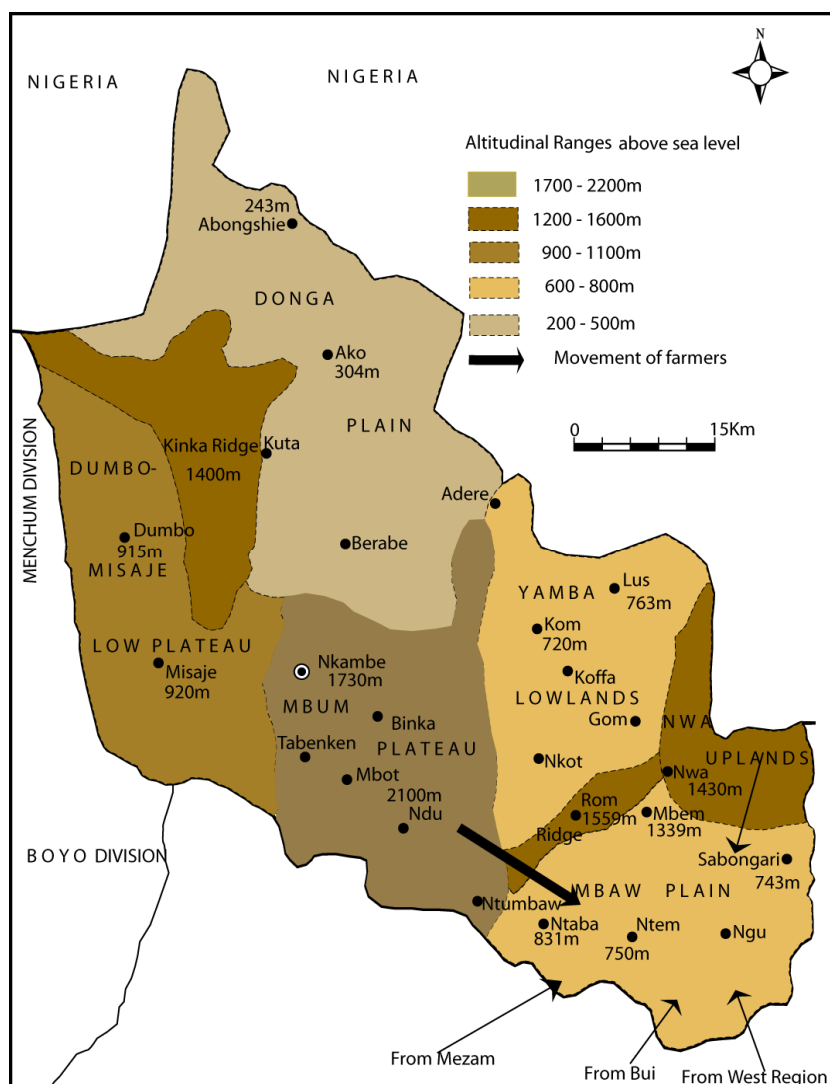 N
NIGERIA
NIGERIA
Altitudinal Ranges above sea level
1700 - 2200m
1200 - 1600m
900 - 1100m
600 - 800m
200 - 500m
Movement of farmers
0 15Km
243m
Abongshie
DONGA
Ako
304m
PLAIN
Kinka Ridge
1400m
Kuta
DUMBO-
MISAJE
LOW PLATEAU
Dumbo
915m
Misaje
920m
MENCHUM DIVISION
Adere
Berabe
YAMBA
LOWLANDS
Lus
763m
Kom
720m
Koffa
Gom
Nkot
Nkambe
1730m
MBUM
PLATEAU
Binka
Tabenken
Mbot
2100m
Ndu
NWA
UPLANDS
Nwa
1430m
Rom
1559m
Ridge
Mbem
1339m
Sabongari
743m
BOYO DIVISION
MBAW PLAIN
Ntumbaw
Ntaba
831m
Ntem
750m
Ngu
From Mezam
From Bui
From West Region